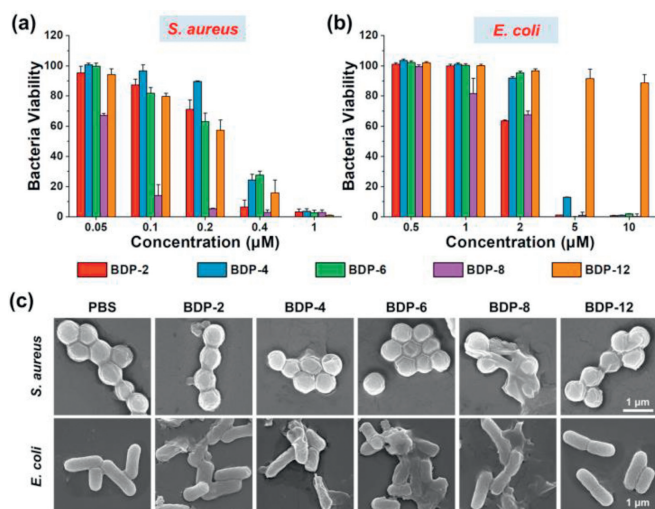 (a)
S. aureus
120
100
80
60
40
20
0
Bacteria Viability
0.05 0.1 0.2 0.4 1
Concentration (μM)
(b)
E. coli
120
100
80
60
40
20
0
Bacteria Viability
0.5 1 2 5 10
Concentration (μM)
BDP-2 BDP-4 BDP-6 BDP-8 BDP-12
(c)
PBS BDP-2 BDP-4 BDP-6 BDP-8 BDP-12
S. aureus
1 μm
E. coli
1 μm